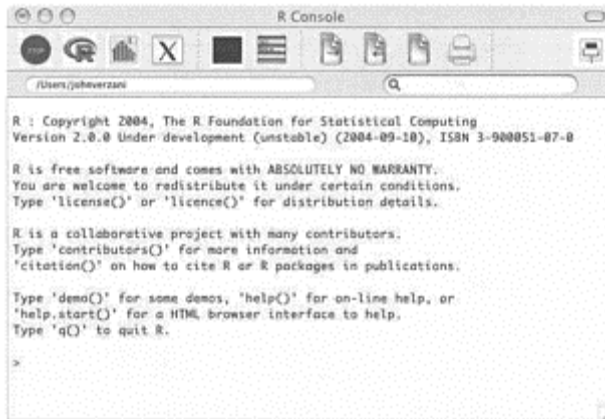 R Console
STOP
R
X
/Users/johnverzani
R : Copyright 2004, The R Foundation for Statistical Computing
Version 2.0.0 Under development (unstable) (2004-09-10), ISBN 3-900051-07-0
R is free software and comes with ABSOLUTELY NO WARRANTY.
You are welcome to redistribute it under certain conditions.
Type 'license()' or 'licence()' for distribution details.
R is a collaborative project with many contributors.
Type 'contributors()' for more information and
'citation()' on how to cite R or R packages in publications.
Type 'demo()' for some demos, 'help()' for on-line help, or
'help.start()' for a HTML browser interface to help.
Type 'q()' to quit R.
>